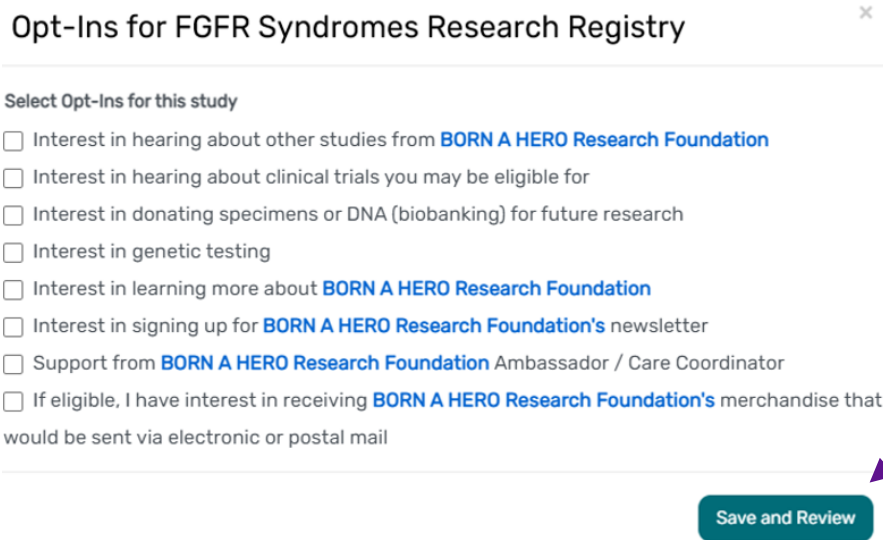 Opt-Ins for FGFR Syndromes Research Registry
×
Select Opt-Ins for this study
Interest in hearing about other studies from BORN A HERO Research Foundation
Interest in hearing about clinical trials you may be eligible for
Interest in donating specimens or DNA (biobanking) for future research
Interest in genetic testing
Interest in learning more about BORN A HERO Research Foundation
Interest in signing up for BORN A HERO Research Foundation's newsletter
Support from BORN A HERO Research Foundation Ambassador / Care Coordinator
If eligible, I have interest in receiving BORN A HERO Research Foundation's merchandise that
would be sent via electronic or postal mail
Save and Review